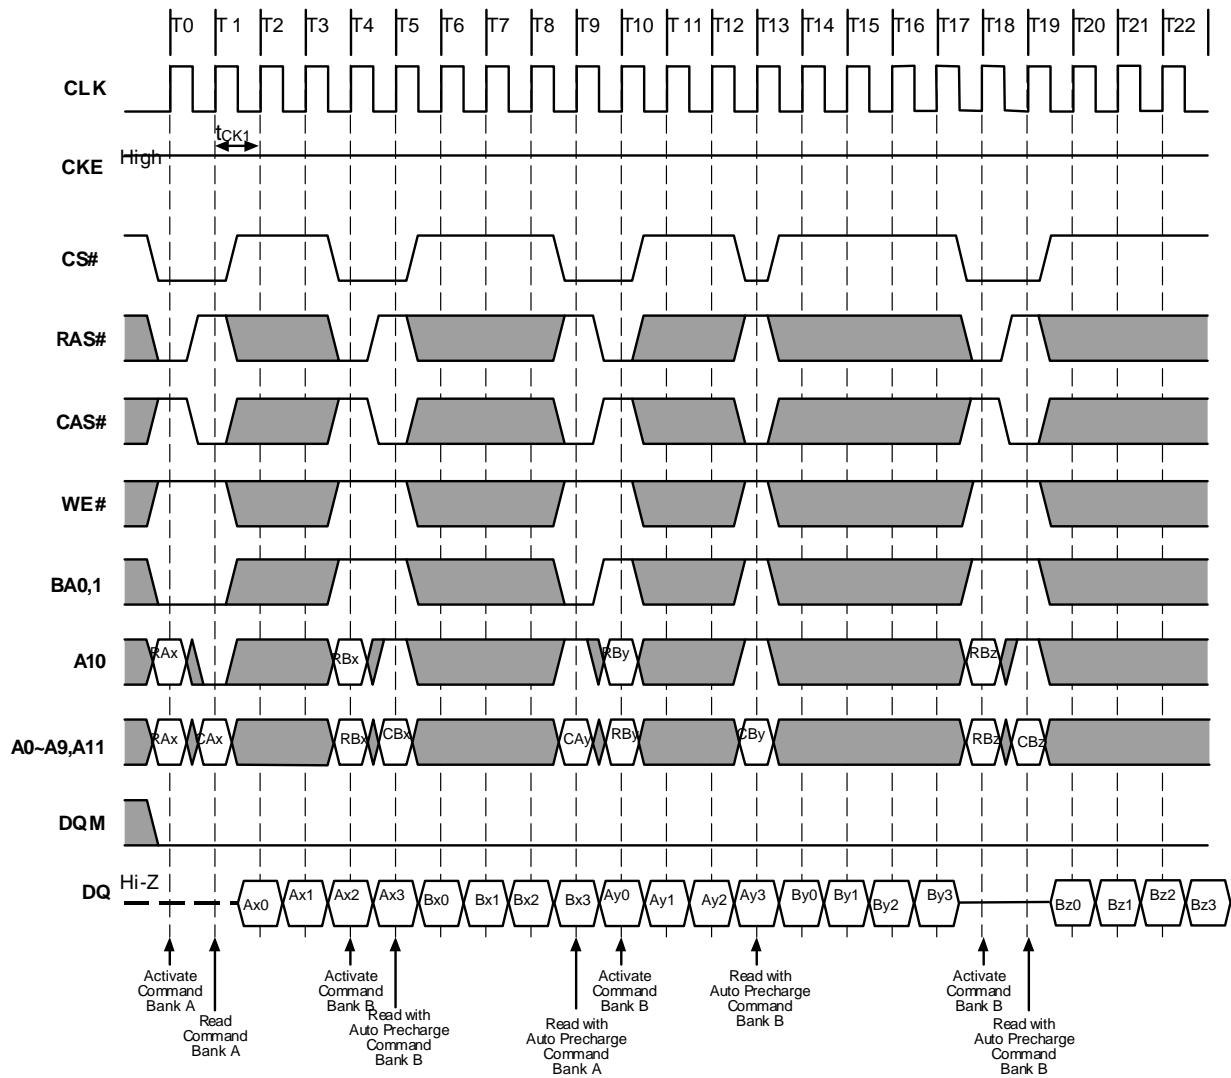 T0 T 1 T2 T3 T4 T5 T6 T7 T8 T9 T10 T 11 T12 T13 T14 T15 T16 T17 T18 T19 T20 T21 T22
CLK
tCK1
High
CKE
CS#
RAS#
CAS#
WE#
BA0,1
A10 RAx RBx RBy RBz
A0~A9,A11 RAx CAx RBx CBx CAy RBy CBy RBz CBz
DQM
Hi-Z
DQ Ax0 Ax1 Ax2 Ax3 Bx0 Bx1 Bx2 Bx3 Ay0 Ay1 Ay2 Ay3 By0 By1 By2 By3 Bz0 Bz1 Bz2 Bz3
Activate
Command
Bank A
Read
Command
Bank A
Activate
Command
Bank B
Read with
Auto Precharge
Command
Bank B
Read with
Auto Precharge
Command
Bank A
Activate
Command
Bank B
Read with
Auto Precharge
Command
Bank B
Activate
Command
Bank B
Read with
Auto Precharge
Command
Bank B